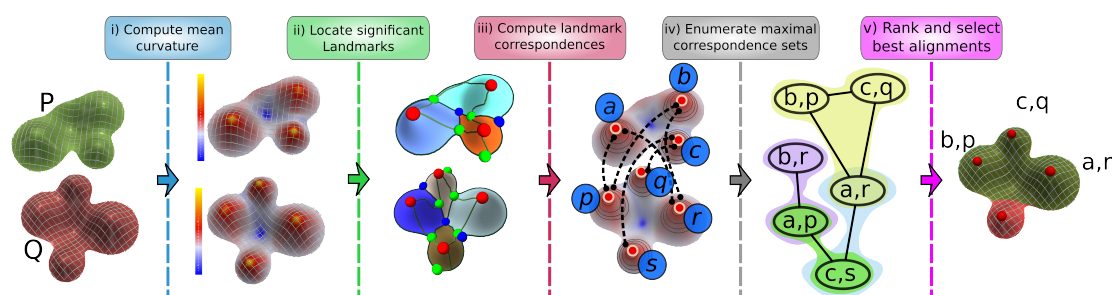 i) Compute mean
curvature
ii) Locate significant
Landmarks
iii) Compute landmark
correspondences
iv) Enumerate maximal
correspondence sets
v) Rank and select
best alignments
P
Q
a
b
c
p
q
r
s
b,p
c,q
b,r
a,r
a,p
c,s
c,q
b,p
a,r